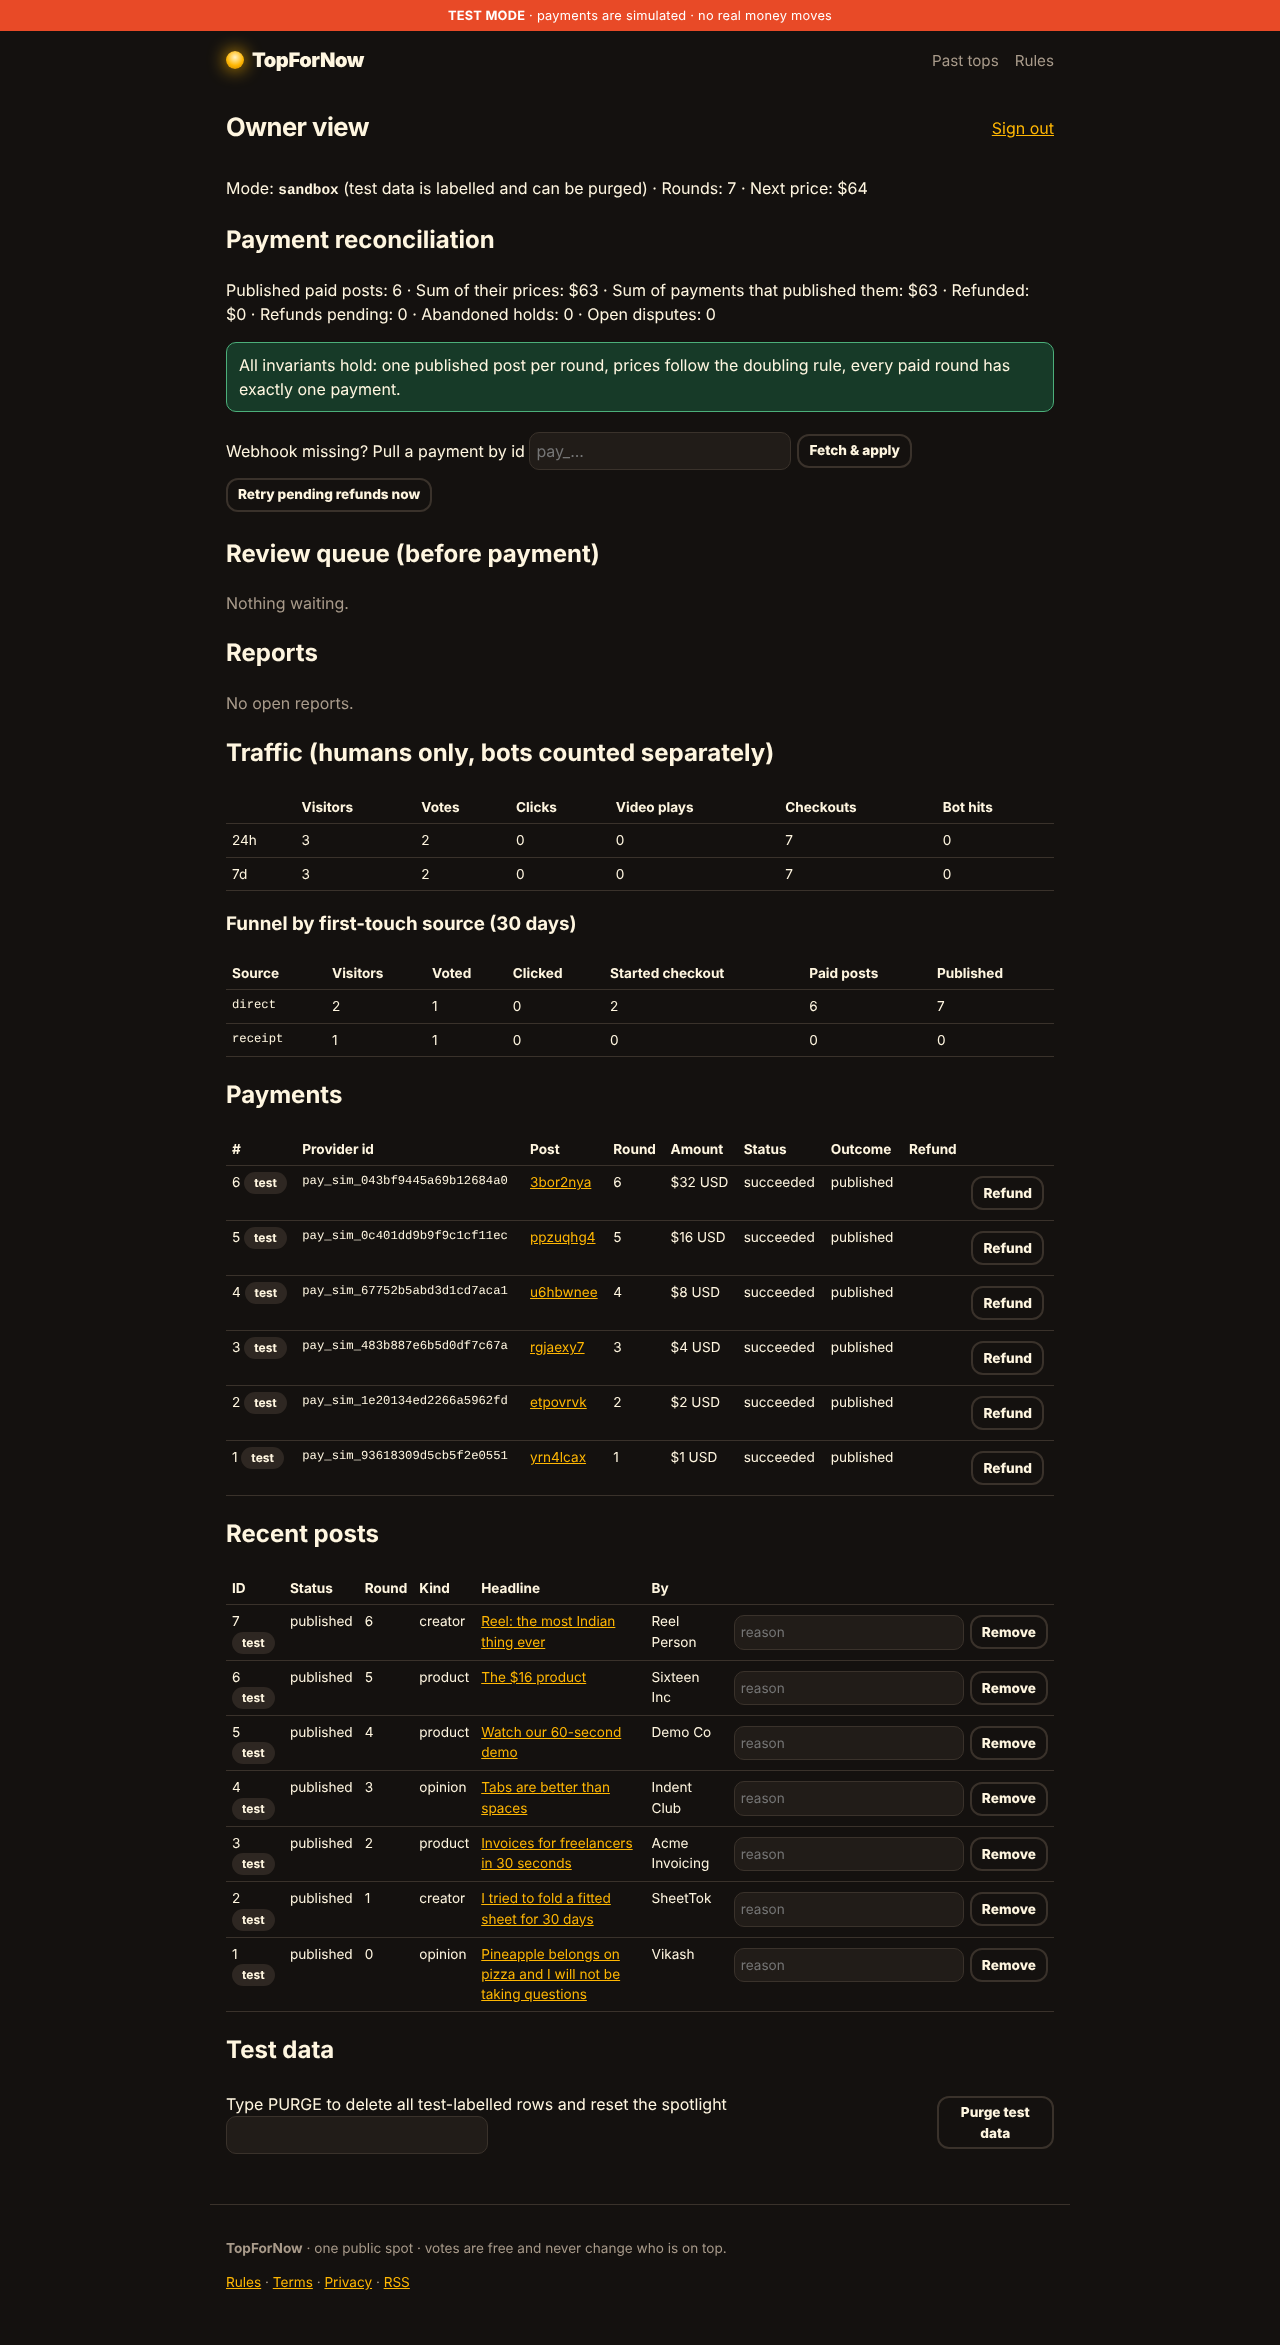 TEST MODE · payments are simulated · no real money moves
TopForNow
Past tops Rules
Owner view
Sign out
Mode: sandbox (test data is labelled and can be purged) · Rounds: 7 · Next price: $64
Payment reconciliation
Published paid posts: 6 · Sum of their prices: $63 · Sum of payments that published them: $63 · Refunded:
$0 · Refunds pending: 0 · Abandoned holds: 0 · Open disputes: 0
All invariants hold: one published post per round, prices follow the doubling rule, every paid round has
exactly one payment.
Webhook missing? Pull a payment by id pay_... Fetch & apply
Retry pending refunds now
Review queue (before payment)
Nothing waiting.
Reports
No open reports.
Traffic (humans only, bots counted separately)
Visitors Votes Clicks Video plays Checkouts Bot hits
24h 3 2 0 0 7 0
7d 3 2 0 0 7 0
Funnel by first-touch source (30 days)
Source Visitors Voted Clicked Started checkout Paid posts Published
direct 2 1 0 2 6 7
receipt 1 1 0 0 0 0
Payments
# Provider id Post Round Amount Status Outcome Refund
6 test pay_sim_043bf9445a69b12684a0 3bor2nya 6 $32 USD succeeded published Refund
5 test pay_sim_0c401dd9b9f9c1cf11ec ppzuqhg4 5 $16 USD succeeded published Refund
4 test pay_sim_67752b5abd3d1cd7aca1 u6hbwnee 4 $8 USD succeeded published Refund
3 test pay_sim_483b887e6b5d0df7c67a rgjaexy7 3 $4 USD succeeded published Refund
2 test pay_sim_1e20134ed2266a5962fd etpovrvk 2 $2 USD succeeded published Refund
1 test pay_sim_93618309d5cb5f2e0551 yrn4lcax 1 $1 USD succeeded published Refund
Recent posts
ID Status Round Kind Headline By
7 published 6 creator Reel: the most Indian Reel reason Remove
test thing ever Person
6 published 5 product The $16 product Sixteen reason Remove
test Inc
5 published 4 product Watch our 60-second Demo Co reason Remove
test demo
4 published 3 opinion Tabs are better than Indent reason Remove
test spaces Club
3 published 2 product Invoices for freelancers Acme reason Remove
test in 30 seconds Invoicing
2 published 1 creator I tried to fold a fitted SheetTok reason Remove
test sheet for 30 days
1 published 0 opinion Pineapple belongs on Vikash reason Remove
test pizza and I will not be
taking questions
Test data
Type PURGE to delete all test-labelled rows and reset the spotlight
Purge test
data
TopForNow · one public spot · votes are free and never change who is on top.
Rules · Terms · Privacy · RSS